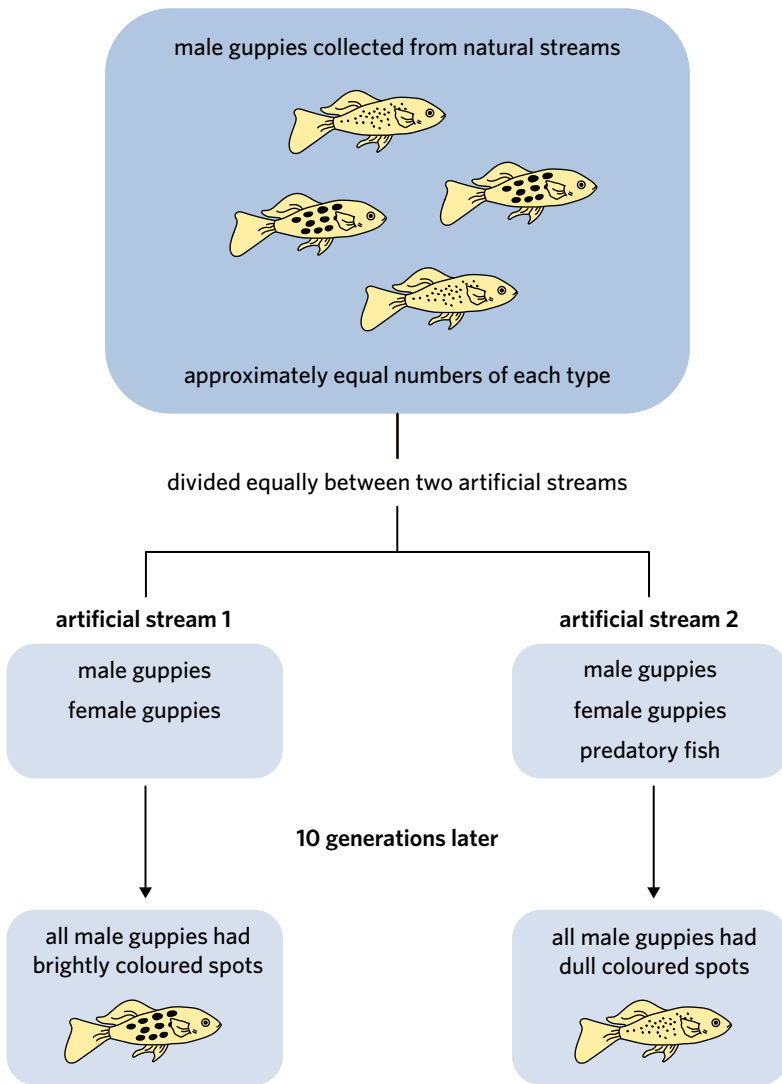 male guppies collected from natural streams
approximately equal numbers of each type
divided equally between two artificial streams
artificial stream 1
male guppies
female guppies
artificial stream 2
male guppies
female guppies
predatory fish
10 generations later
all male guppies had
brightly coloured spots
all male guppies had
dull coloured spots